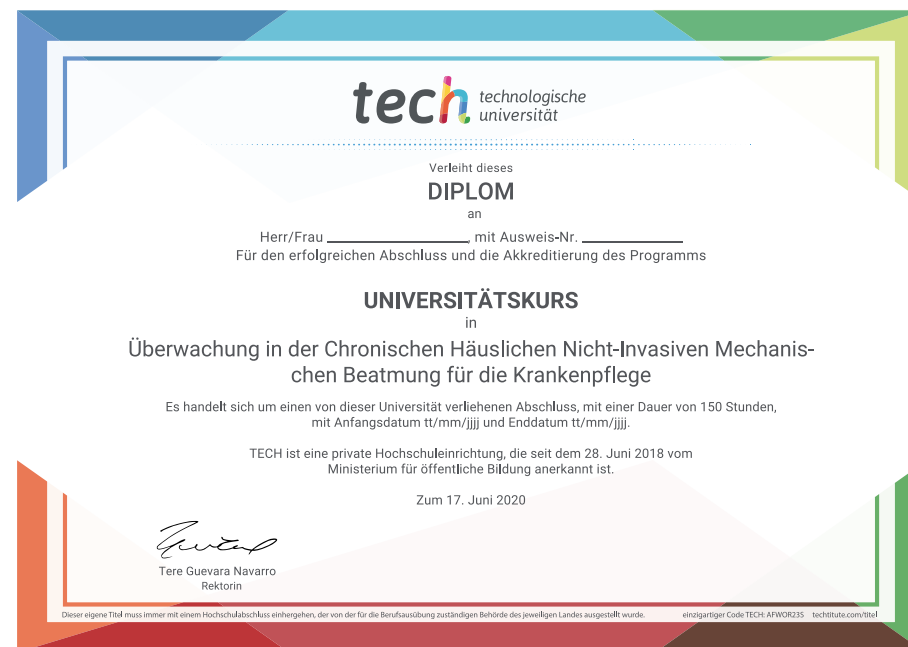 tech technologische
universität
Verleiht dieses
DIPLOM
an
Herr/Frau ____________________, mit Ausweis-Nr. ______________
Für den erfolgreichen Abschluss und die Akkreditierung des Programms
UNIVERSITÄTSKURS
in
Überwachung in der Chronischen Häuslichen Nicht-Invasiven Mechanis-
chen Beatmung für die Krankenpflege
Es handelt sich um einen von dieser Universität verliehenen Abschluss, mit einer Dauer von 150 Stunden,
mit Anfangsdatum tt/mm/jjjj und Enddatum tt/mm/jjjj.
TECH ist eine private Hochschuleinrichtung, die seit dem 28. Juni 2018 vom
Ministerium für öffentliche Bildung anerkannt ist.
Zum 17. Juni 2020
Tere Guevara Navarro
Rektorin
Dieser eigene Titel muss immer mit einem Hochschulabschluss einhergehen, der von der für die Berufsausübung zuständigen Behörde des jeweiligen Landes ausgestellt wurde. einzigartiger Code TECH: AFWOR23S techtitute.com/titel